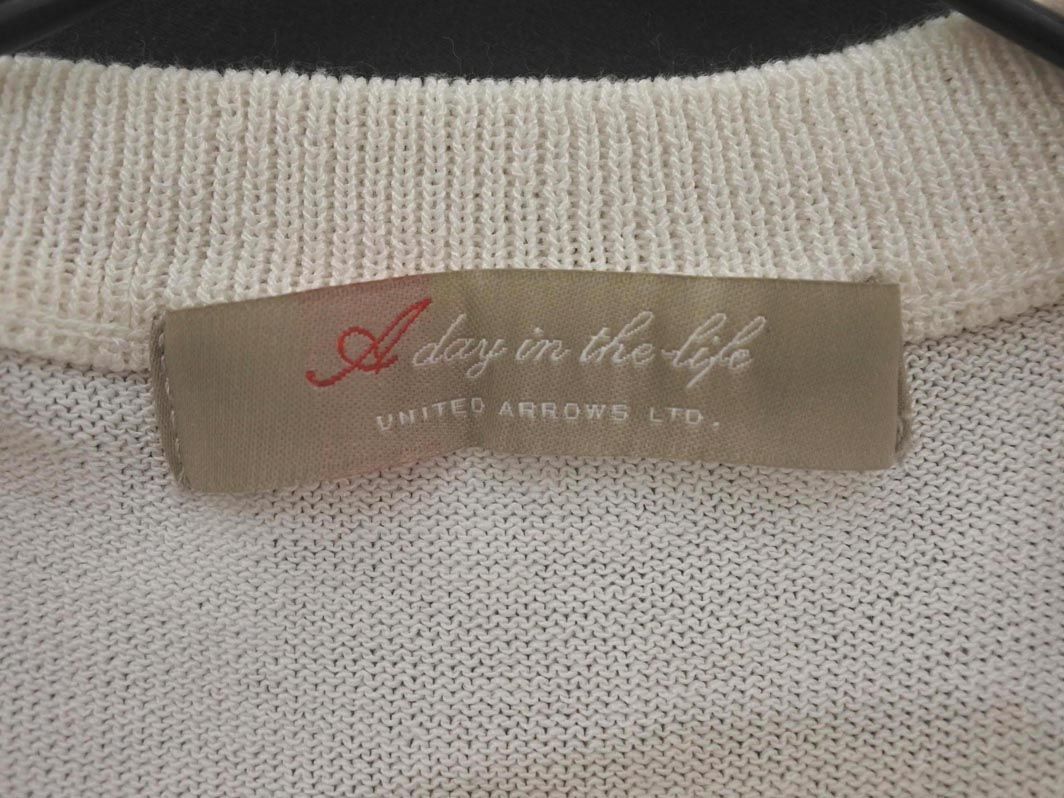 A day in the life
UNITED ARROWS LTD.